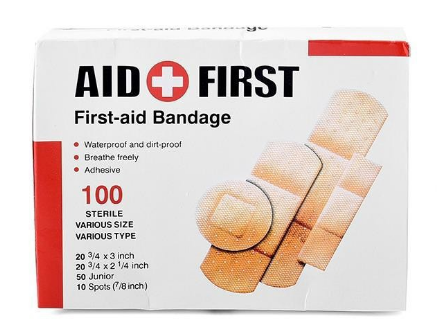 AID FIRST
First-aid Bandage
Waterproof and dirt-proof
Breathe freely
Adhesive
100
STERILE
VARIOUS SIZE
VARIOUS TYPE
20 3/4 x 3 inch
20 3/4 x 2 1/4 inch
50 Junior
10 Spots (7/8 inch)